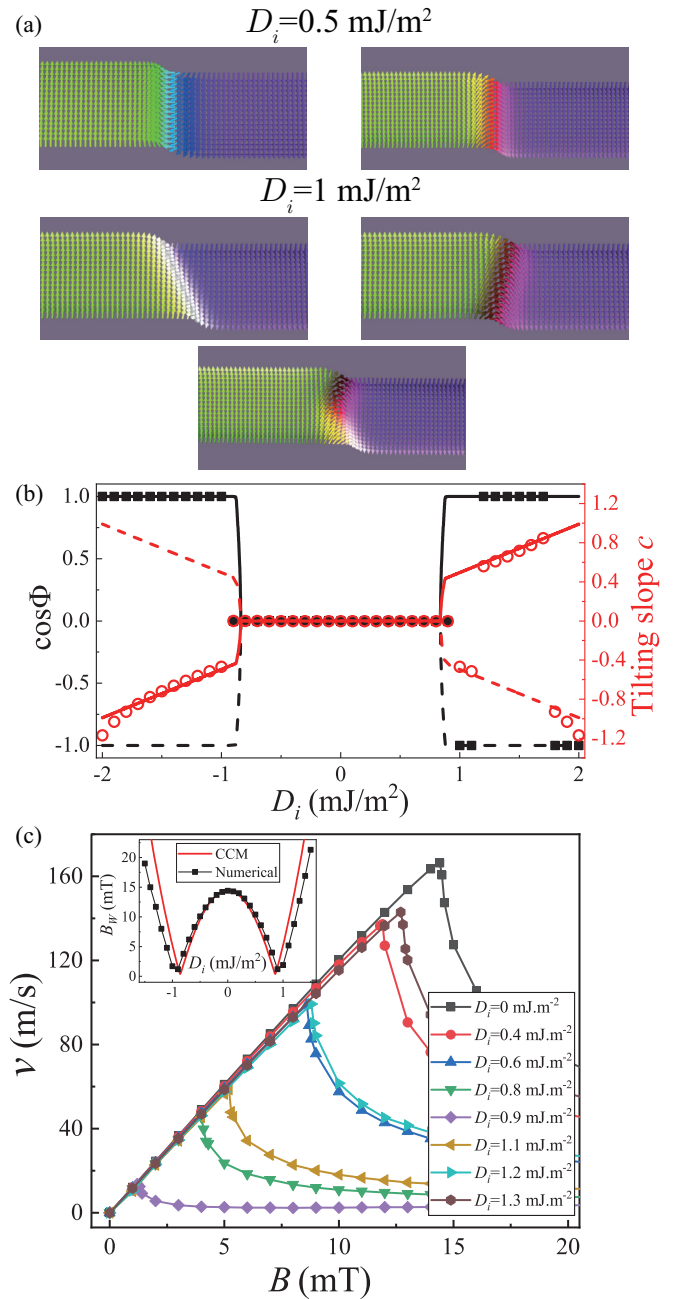 (a)
D_i=0.5 mJ/m²
D_i=1 mJ/m²
(b)
1.0
0.5
0.0
-0.5
-1.0
cosΦ
1.2
0.8
0.4
0.0
-0.4
-0.8
-1.2
Tilting slope c
-2 -1 0 1 2
D_i (mJ/m²)
(c)
160
120
80
40
0
v (m/s)
20
15
10
5
0
B_W (mT)
CCM
Numerical
-1 0 1
D_i (mJ/m²)
D_i=0 mJ.m⁻²
D_i=0.4 mJ.m⁻²
D_i=0.6 mJ.m⁻²
D_i=0.8 mJ.m⁻²
D_i=0.9 mJ.m⁻²
D_i=1.1 mJ.m⁻²
D_i=1.2 mJ.m⁻²
D_i=1.3 mJ.m⁻²
0 5 10 15 20
B (mT)